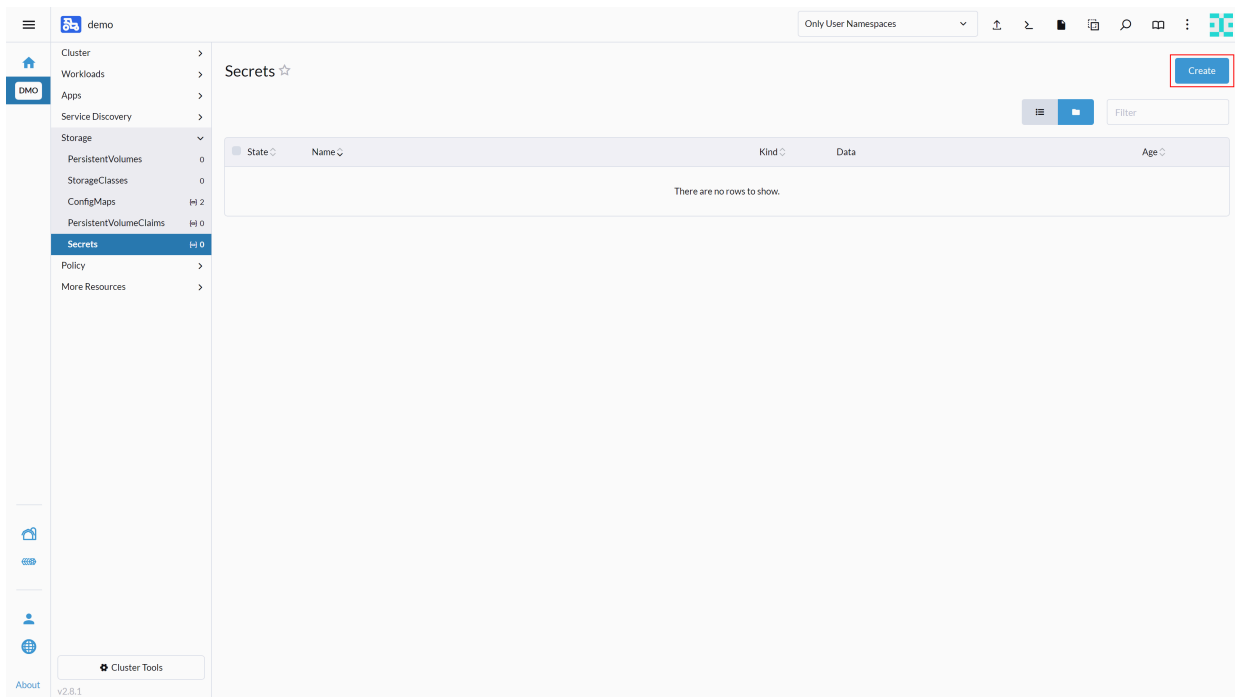 demo
Only User Namespaces
DMO
Cluster
Workloads
Apps
Service Discovery
Storage
PersistentVolumes 0
StorageClasses 0
ConfigMaps 2
PersistentVolumeClaims 0
Secrets 0
Policy
More Resources
Cluster Tools
v2.8.1
About
Secrets
Create
Filter
State Name Kind Data Age
There are no rows to show.